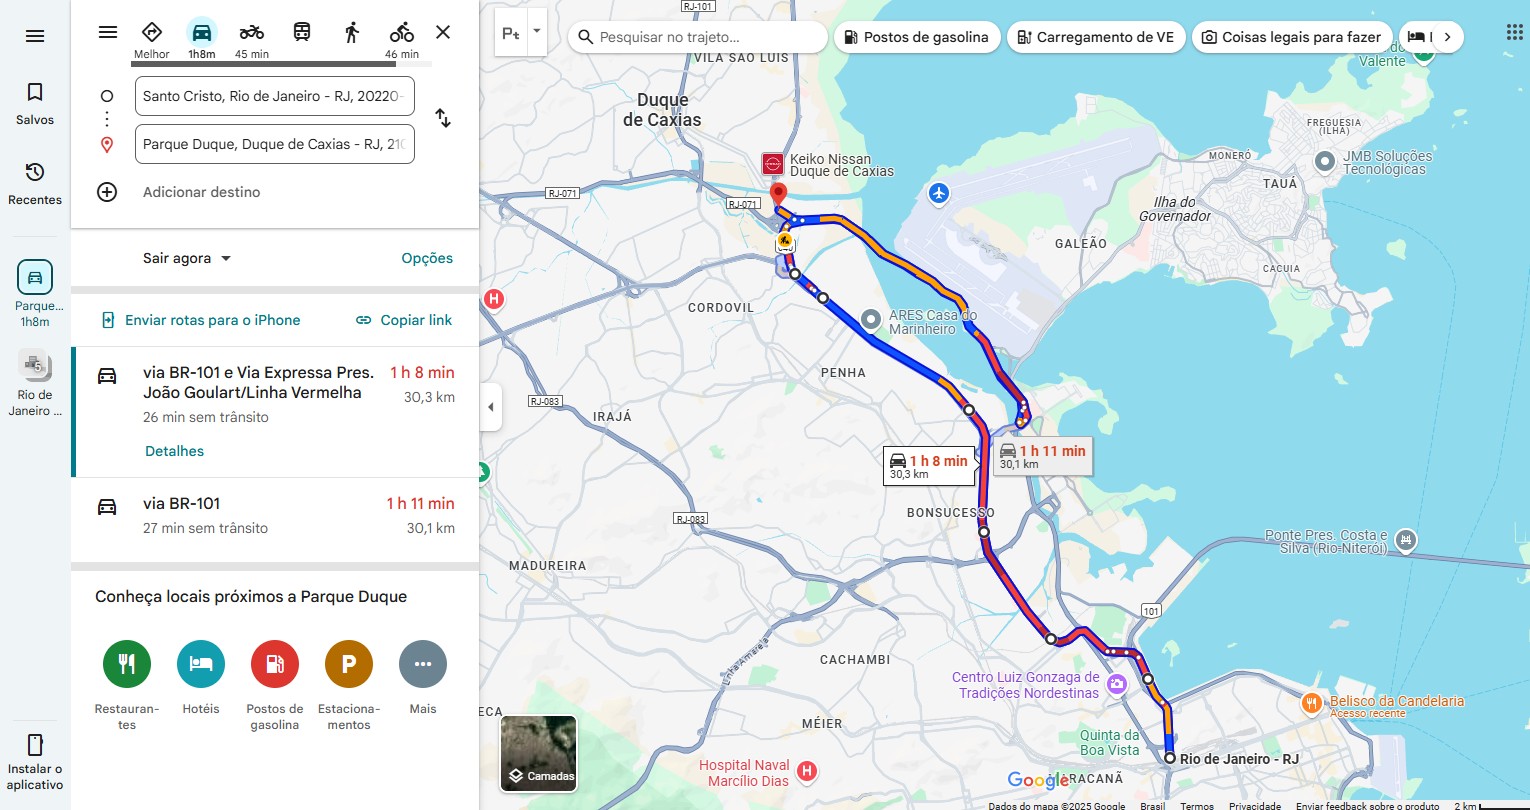 Salvos
Recentes
Parque...
1h8m
5
Rio de
Janeiro ...
Instalar o
aplicativo
Melhor
1h8m
45 min
46 min
Santo Cristo, Rio de Janeiro - RJ, 20220-
Parque Duque, Duque de Caxias - RJ, 210
Adicionar destino
Sair agora
Opções
Enviar rotas para o iPhone
Copiar link
via BR-101 e Via Expressa Pres.
João Goulart/Linha Vermelha
1 h 8 min
30,3 km
26 min sem trânsito
Detalhes
via BR-101
1 h 11 min
27 min sem trânsito
30,1 km
Conheça locais próximos a Parque Duque
Restauran-
tes
Hotéis
Postos de
gasolina
P
Estaciona-
mentos
Mais
Pesquisar no trajeto...
Postos de gasolina
Carregamento de VE
Coisas legais para fazer
RJ-101
VILA SÃO LUIS
Valente
Duque
de Caxias
FREGUESIA
(ILHA)
MONERÓ
JMB Soluções
Tecnológicas
Keiko Nissan
Duque de Caxias
TAUÁ
RJ-071
RJ-071
Ilha do
Governador
GALEÃO
CACUIA
H
CORDOVIL
ARES Casa do
Marinheiro
PENHA
RJ-083
IRAJÁ
1 h 8 min
30,3 km
1 h 11 min
30,1 km
RJ-083
BONSUCESSO
Ponte Pres. Costa e
Silva (Rio-Niterói)
MADUREIRA
101
Linha Amarela
CACHAMBI
Centro Luiz Gonzaga de
Tradições Nordestinas
Belisco da Candelaria
Acesso recente
ECA
MÉIER
Quinta da
Boa Vista
Rio de Janeiro - RJ
Hospital Naval
Marcílio Dias
H
Camadas
Google
MARACANÃ
Dados do mapa ©2025 Google
Brasil
Termos
Privacidade
Enviar feedback sobre o produto
2 km